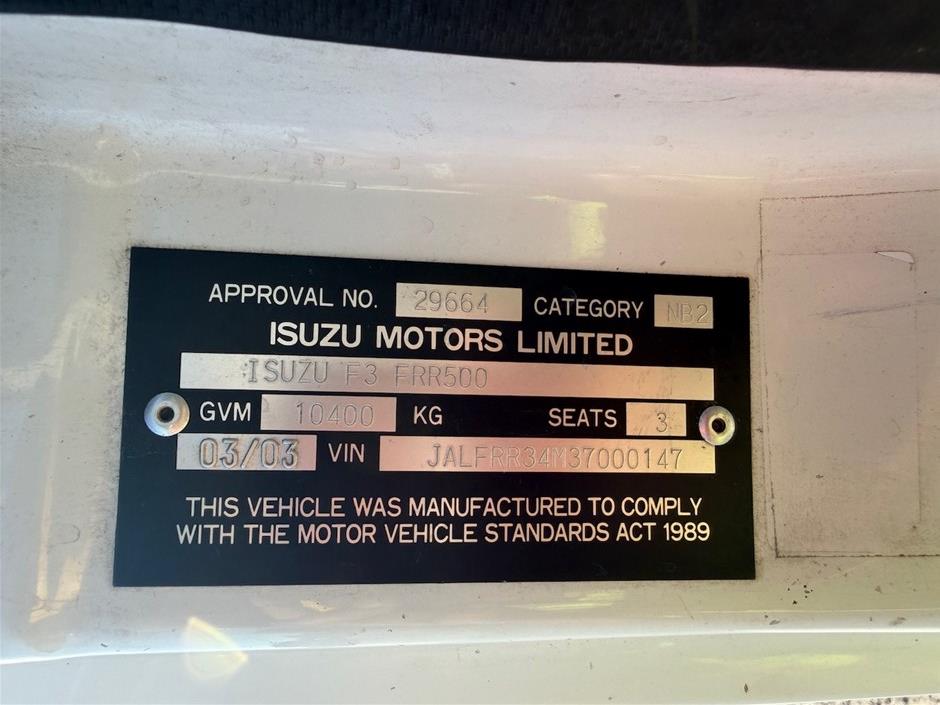 APPROVAL NO. 29664 CATEGORY NB2
ISUZU MOTORS LIMITED
ISUZU F3 FRR500
GVM 10400 KG SEATS 3
03/03 VIN JALFRR34M37000147
THIS VEHICLE WAS MANUFACTURED TO COMPLY
WITH THE MOTOR VEHICLE STANDARDS ACT 1989